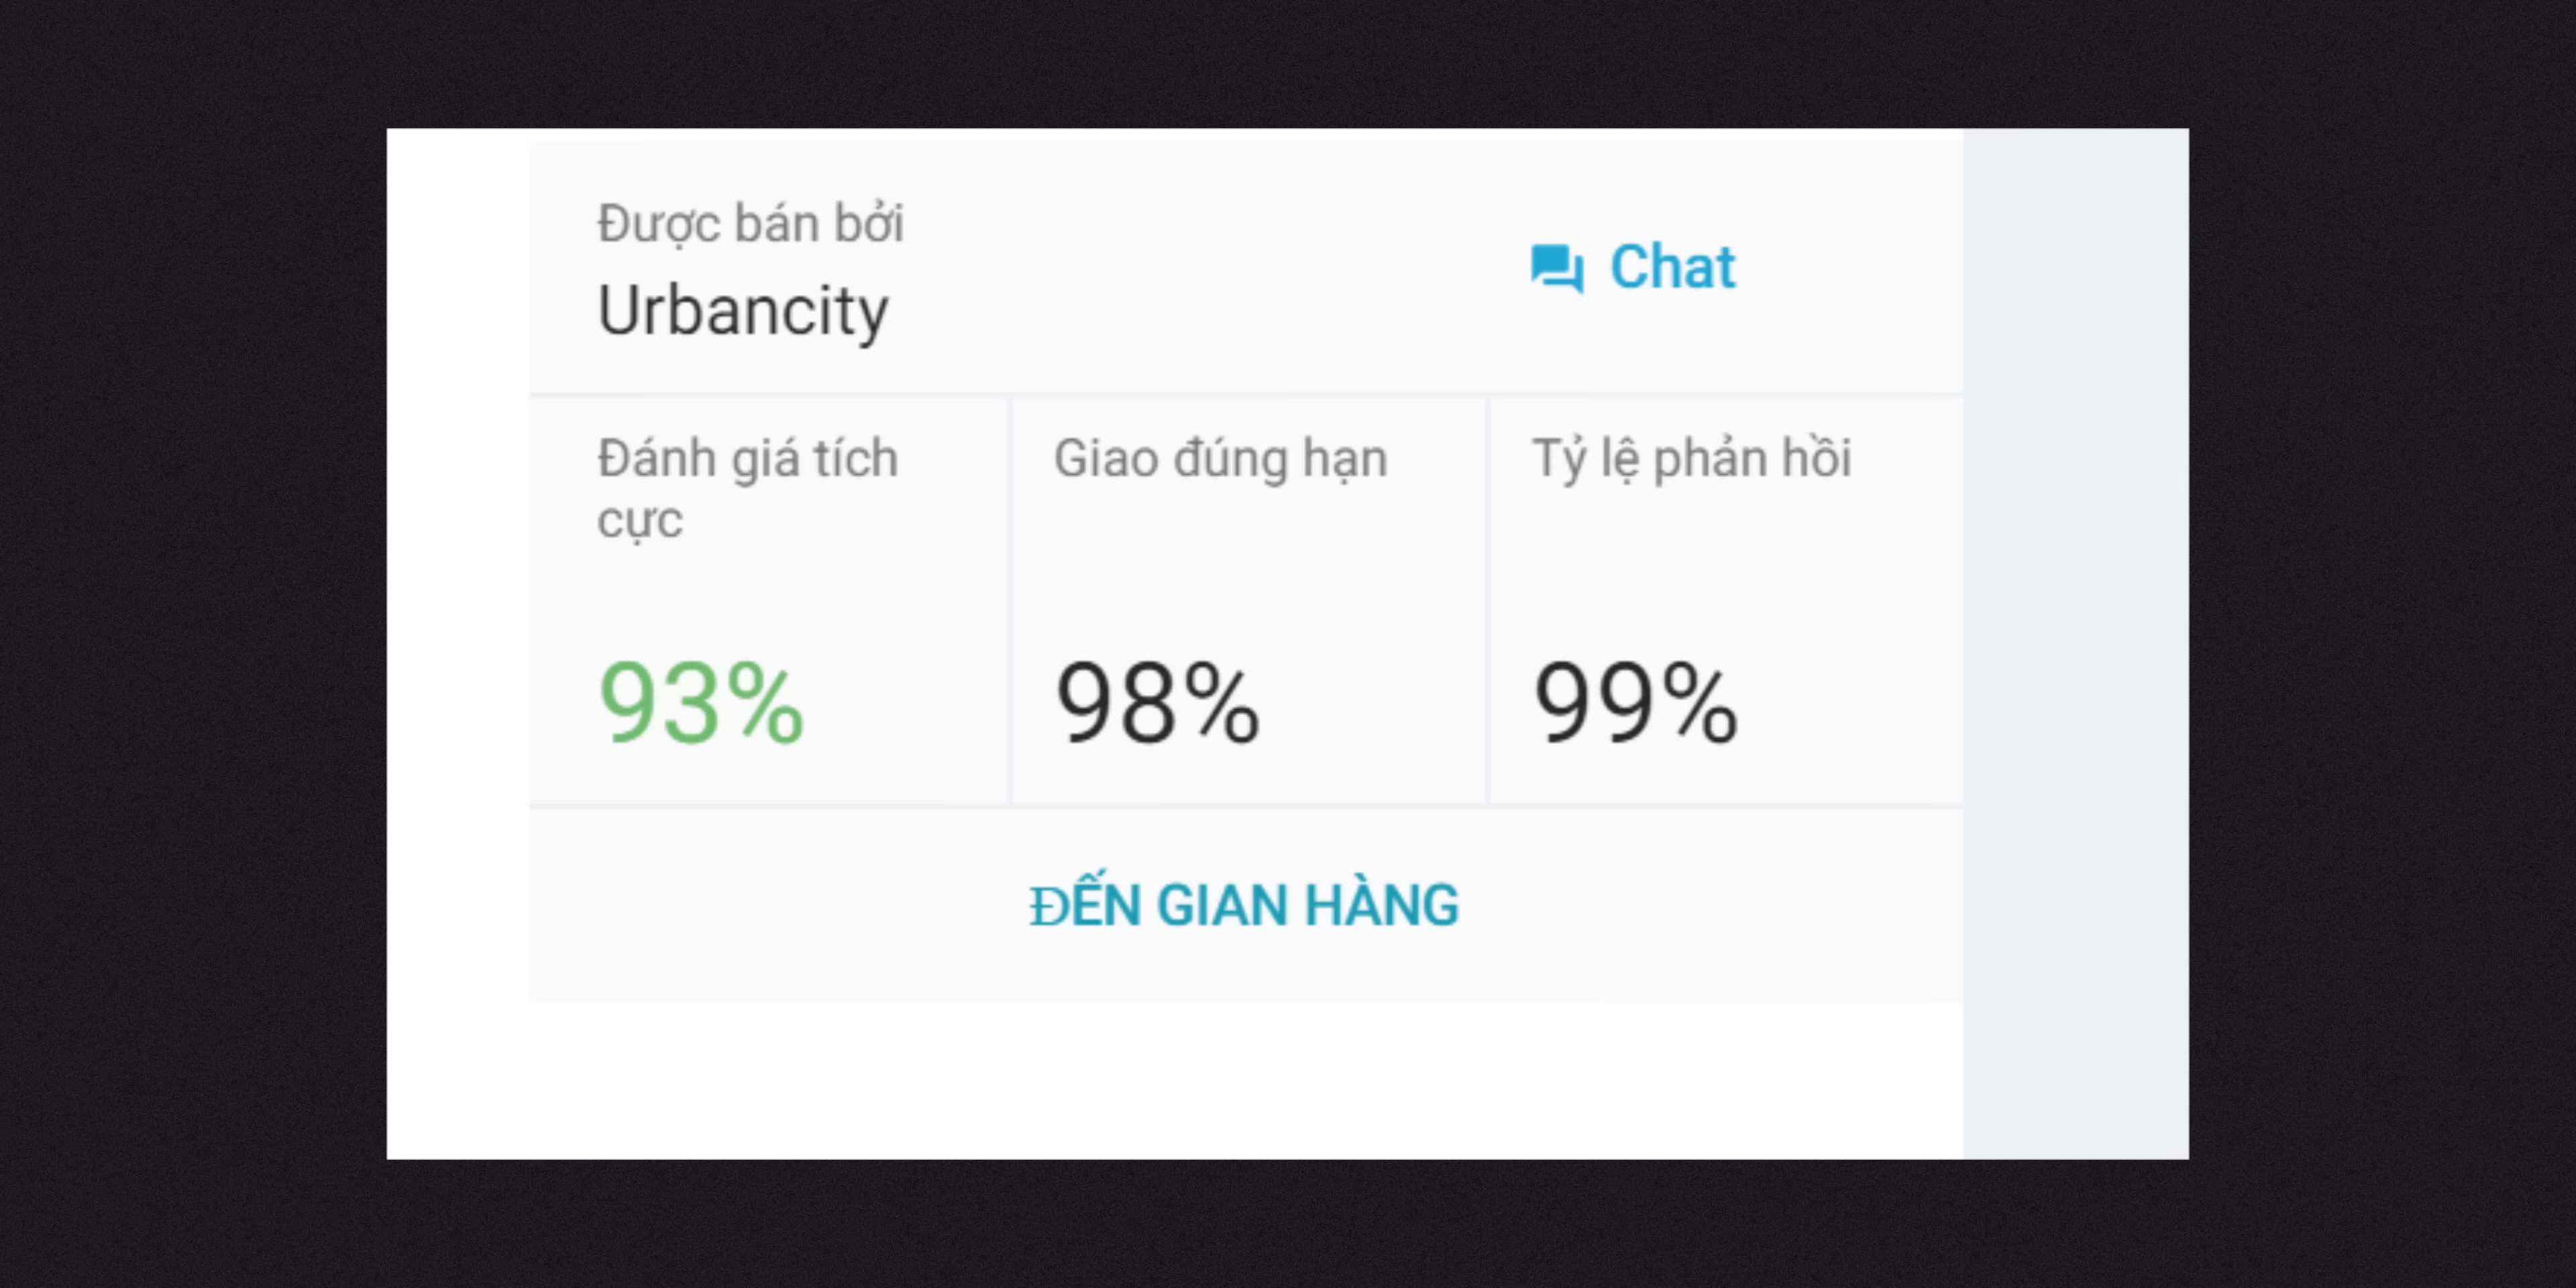 Được bán bởi
Urbancity
Chat
Đánh giá tích
cực
Giao đúng hạn
Tỷ lệ phản hồi
93%
98%
99%
ĐẾN GIAN HÀNG